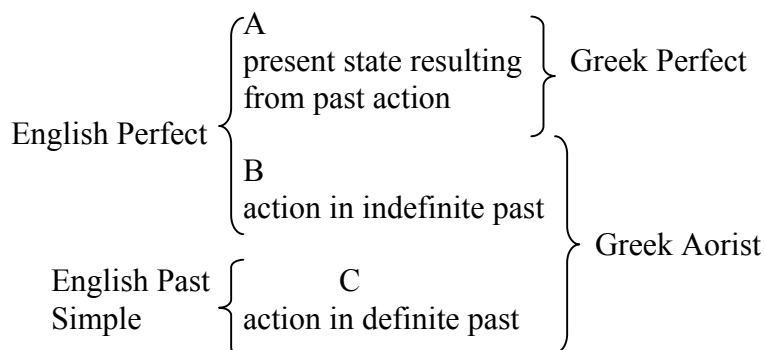 A
present state resulting
from past action
Greek Perfect
English Perfect
B
action in indefinite past
Greek Aorist
English Past
Simple
C
action in definite past